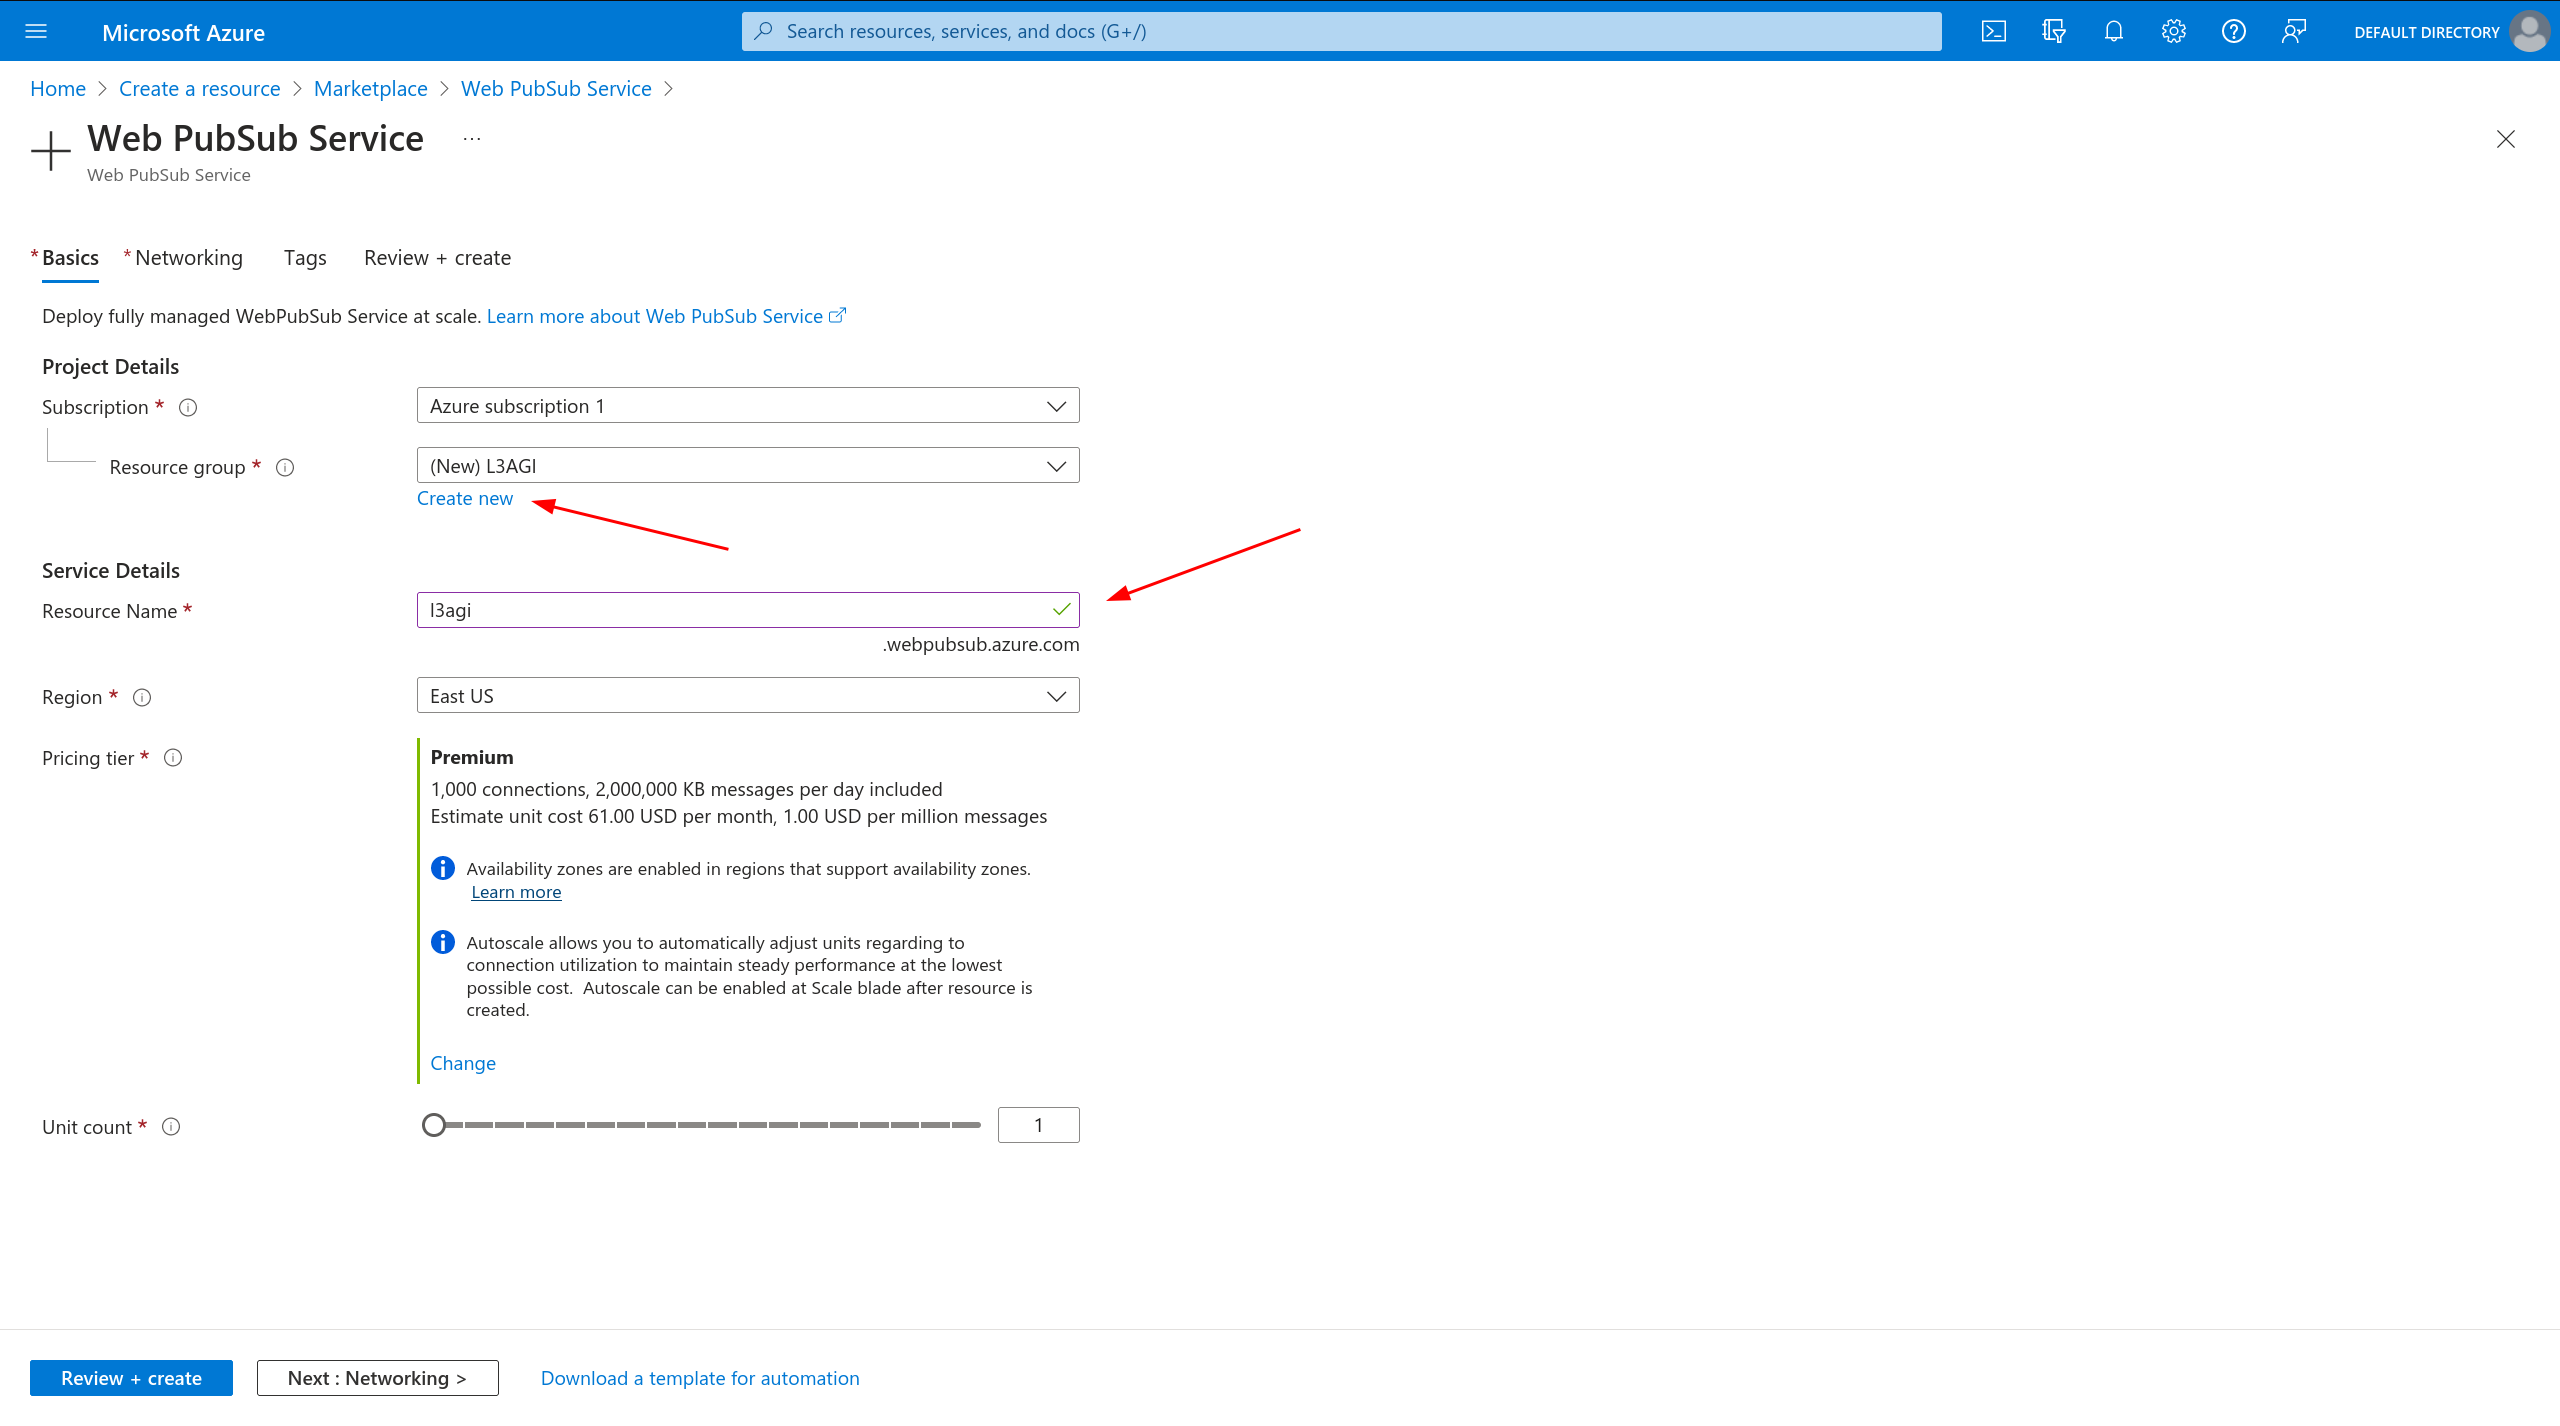 Microsoft Azure
Search resources, services, and docs (G+/)
DEFAULT DIRECTORY
Home > Create a resource > Marketplace > Web PubSub Service >
Web PubSub Service ...
Web PubSub Service
* Basics * Networking Tags Review + create
Deploy fully managed WebPubSub Service at scale. Learn more about Web PubSub Service
Project Details
Subscription *
Azure subscription 1
Resource group *
(New) L3AGI
Create new
Service Details
Resource Name *
l3agi
.webpubsub.azure.com
Region *
East US
Pricing tier *
Premium
1,000 connections, 2,000,000 KB messages per day included
Estimate unit cost 61.00 USD per month, 1.00 USD per million messages
Availability zones are enabled in regions that support availability zones.
Learn more
Autoscale allows you to automatically adjust units regarding to
connection utilization to maintain steady performance at the lowest
possible cost. Autoscale can be enabled at Scale blade after resource is
created.
Change
Unit count *
1
Review + create
Next : Networking >
Download a template for automation